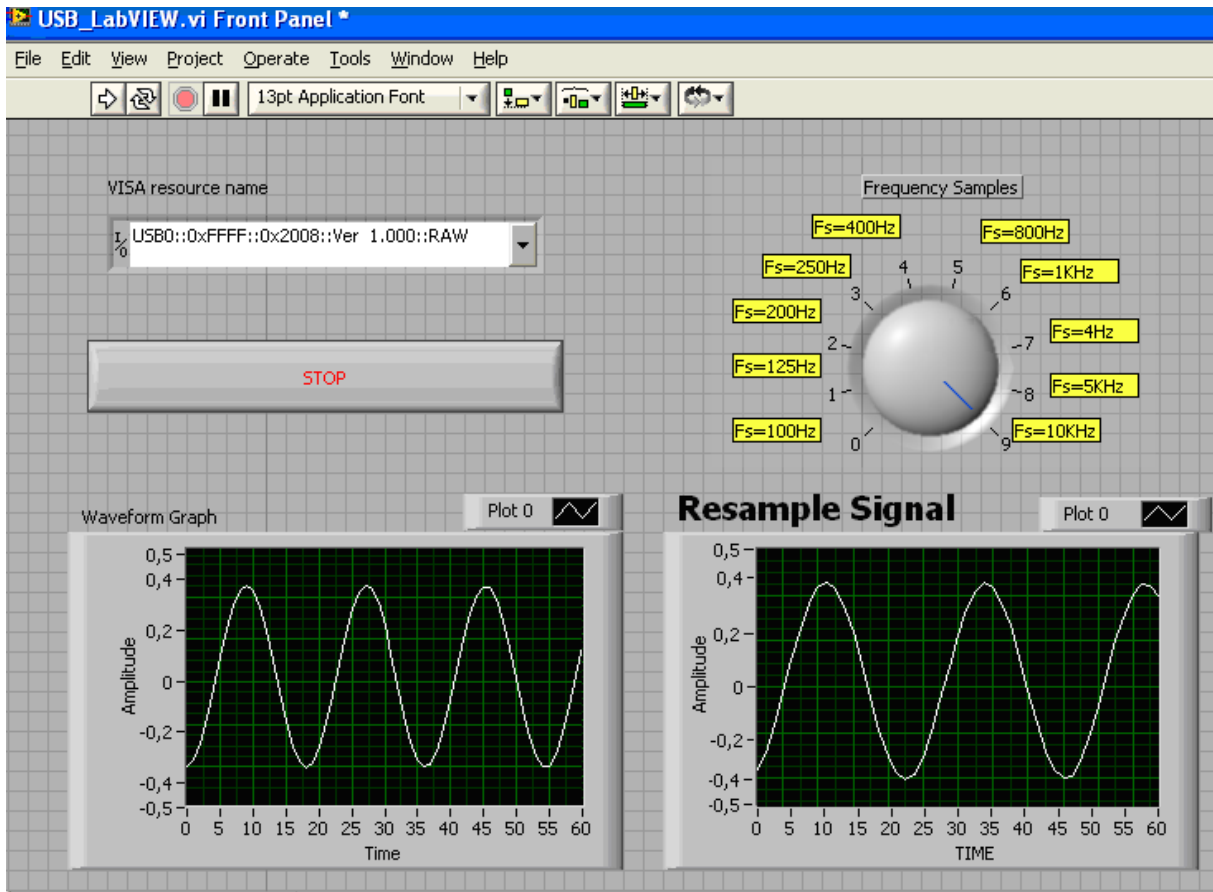 USB_LabVIEW.vi Front Panel *
File Edit View Project Operate Tools Window Help
13pt Application Font
VISA resource name
I/O USB0::0xFFFF::0x2008::Ver 1.000::RAW
STOP
Frequency Samples
Fs=400Hz Fs=800Hz
Fs=250Hz 4 5 Fs=1KHz
3 6
Fs=200Hz
2 7 Fs=4Hz
Fs=125Hz
1 8 Fs=5KHz
Fs=100Hz 0 9 Fs=10KHz
Waveform Graph Plot 0
0,5
0,4
0,2
0
-0,2
-0,4
-0,5
Amplitude
0 5 10 15 20 25 30 35 40 45 50 55 60
Time
Resample Signal Plot 0
0,5
0,4
0,2
0
-0,2
-0,4
-0,5
Amplitude
0 5 10 15 20 25 30 35 40 45 50 55 60
TIME